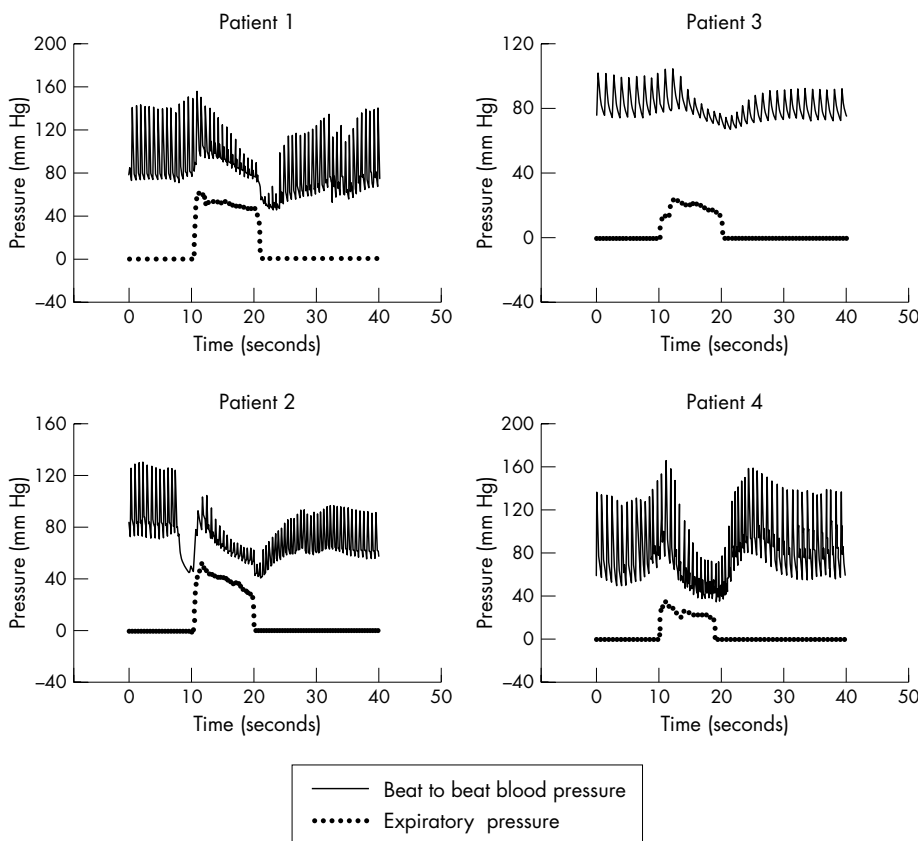 Patient 1
Pressure (mm Hg)
200
160
120
80
40
0
–40
0 10 20 30 40 50
Time (seconds)
Patient 3
Pressure (mm Hg)
120
80
40
0
–40
0 10 20 30 40 50
Time (seconds)
Patient 2
Pressure (mm Hg)
160
120
80
40
0
–40
0 10 20 30 40 50
Time (seconds)
Patient 4
Pressure (mm Hg)
200
160
120
80
40
0
–40
0 10 20 30 40 50
Time (seconds)
Beat to beat blood pressure
Expiratory pressure